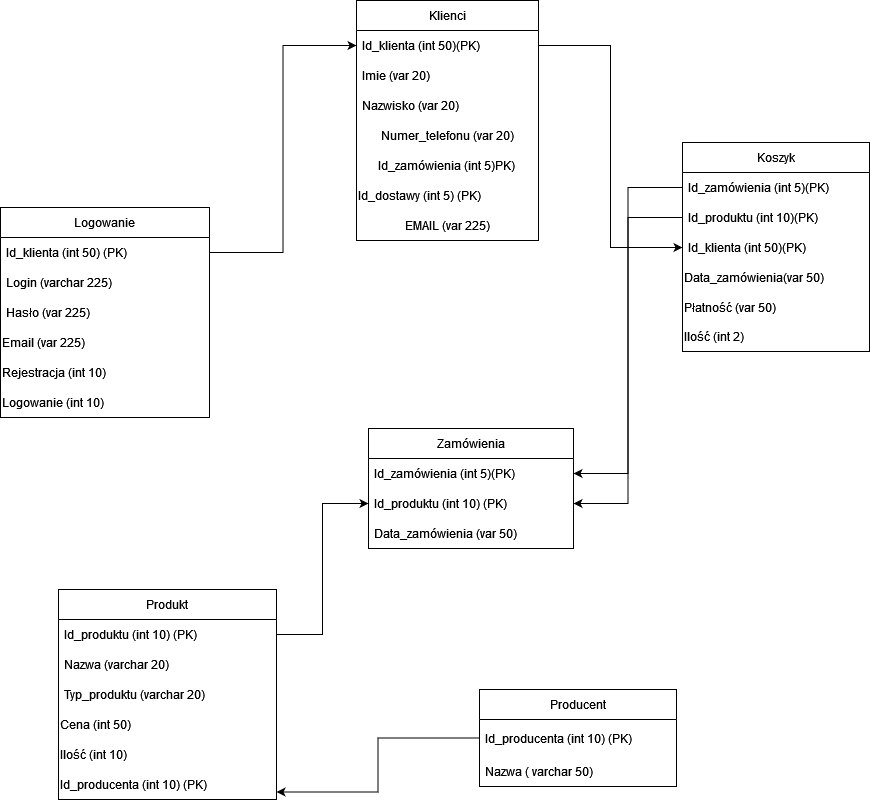 Klienci
Id_klienta (int 50)(PK)
Imie (var 20)
Nazwisko (var 20)
Numer_telefonu (var 20)
Id_zamówienia (int 5)PK)
Id_dostawy (int 5) (PK)
EMAIL (var 225)
Koszyk
Id_zamówienia (int 5)(PK)
Id_produktu (int 10)(PK)
Id_klienta (int 50)(PK)
Data_zamówienia(var 50)
Płatność (var 50)
Ilość (int 2)
Logowanie
Id_klienta (int 50) (PK)
Login (varchar 225)
Hasło (var 225)
Email (var 225)
Rejestracja (int 10)
Logowanie (int 10)
Zamówienia
Id_zamówienia (int 5)(PK)
Id_produktu (int 10) (PK)
Data_zamówienia (var 50)
Produkt
Id_produktu (int 10) (PK)
Nazwa (varchar 20)
Typ_produktu (varchar 20)
Cena (int 50)
Ilość (int 10)
Id_producenta (int 10) (PK)
Producent
Id_producenta (int 10) (PK)
Nazwa ( varchar 50)